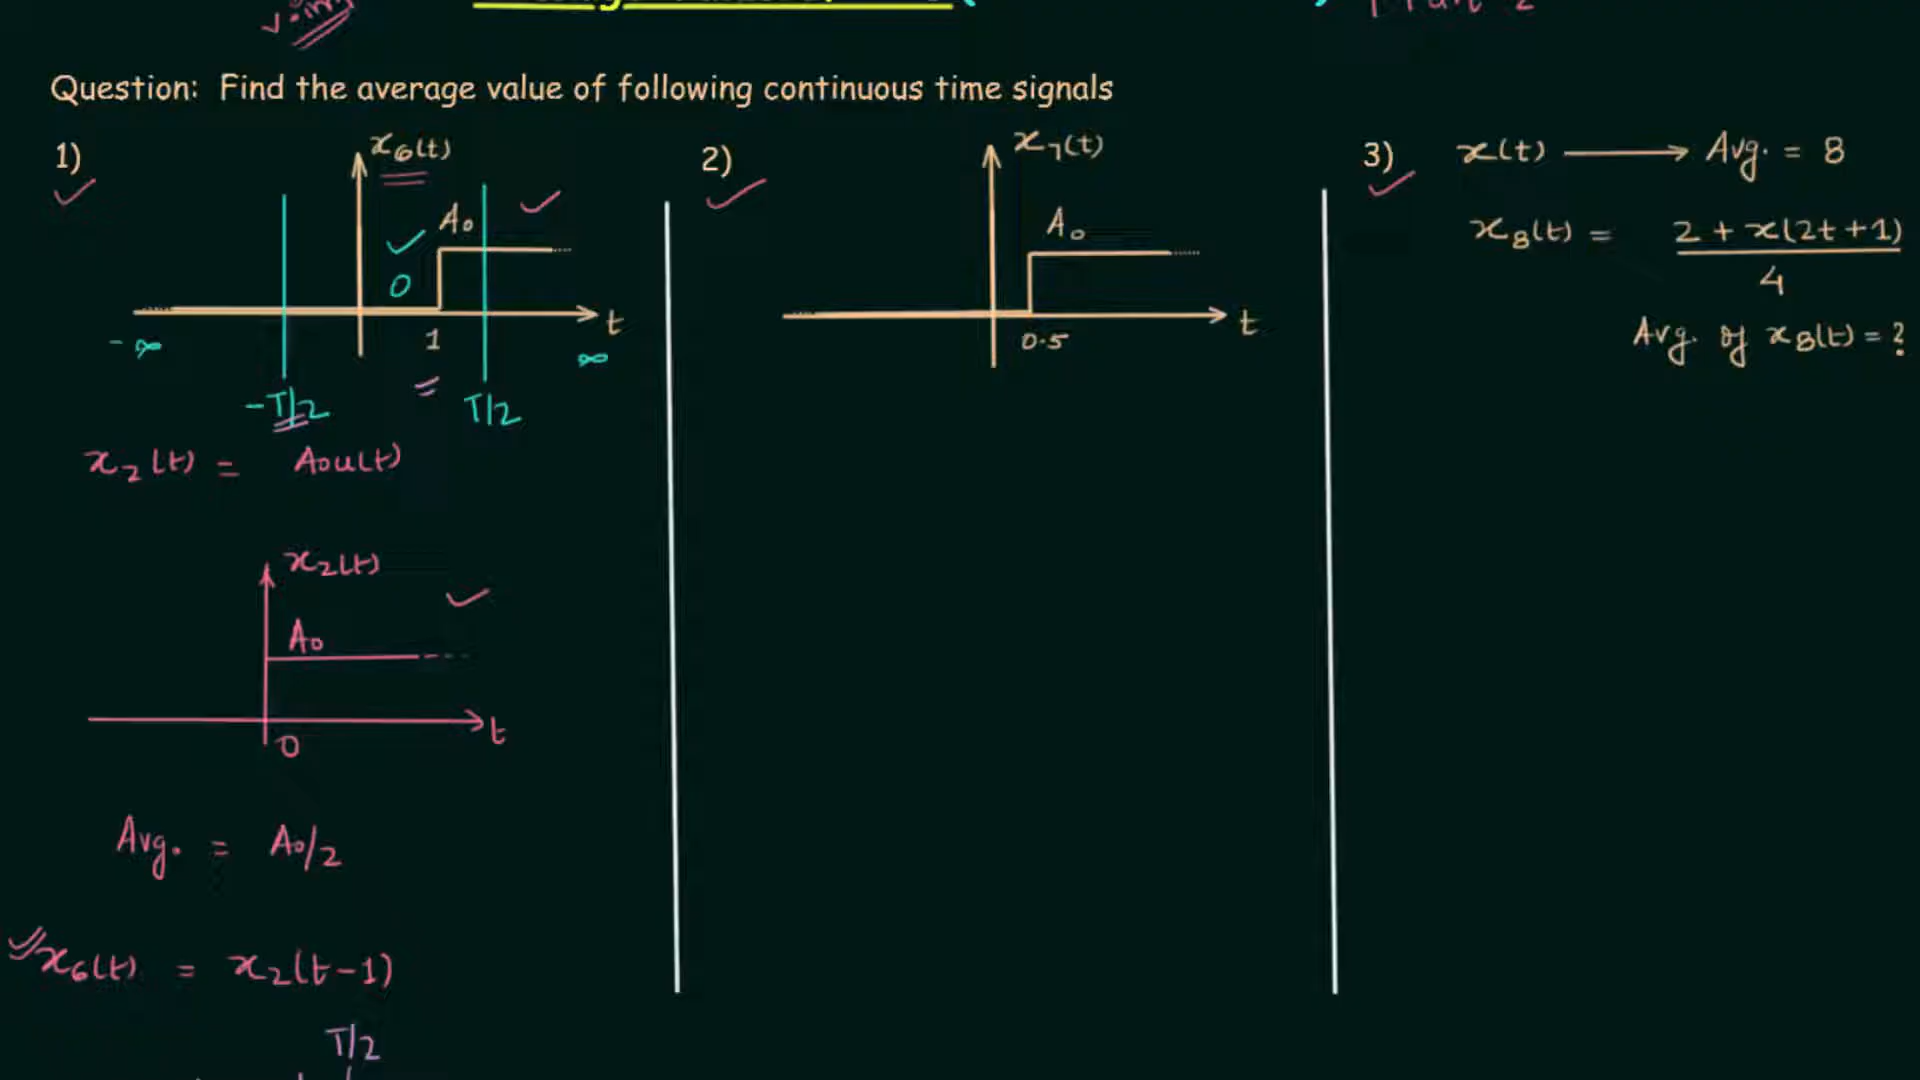 Part 2
Question: Find the average value of following continuous time signals
1)
x₆(t)
A₀
0
t
-∞
1
∞
-T/2
T/2
x₂(t) = A₀u(t)
x₂(t)
A₀
t
0
Avg. = A₀/2
x₆(t) = x₂(t-1)
T/2
2)
x₇(t)
A₀
0.5
t
3)
x(t) ⟶ Avg. = 8
x₈(t) = 2 + x(2t+1)
4
Avg. of x₈(t) = ?